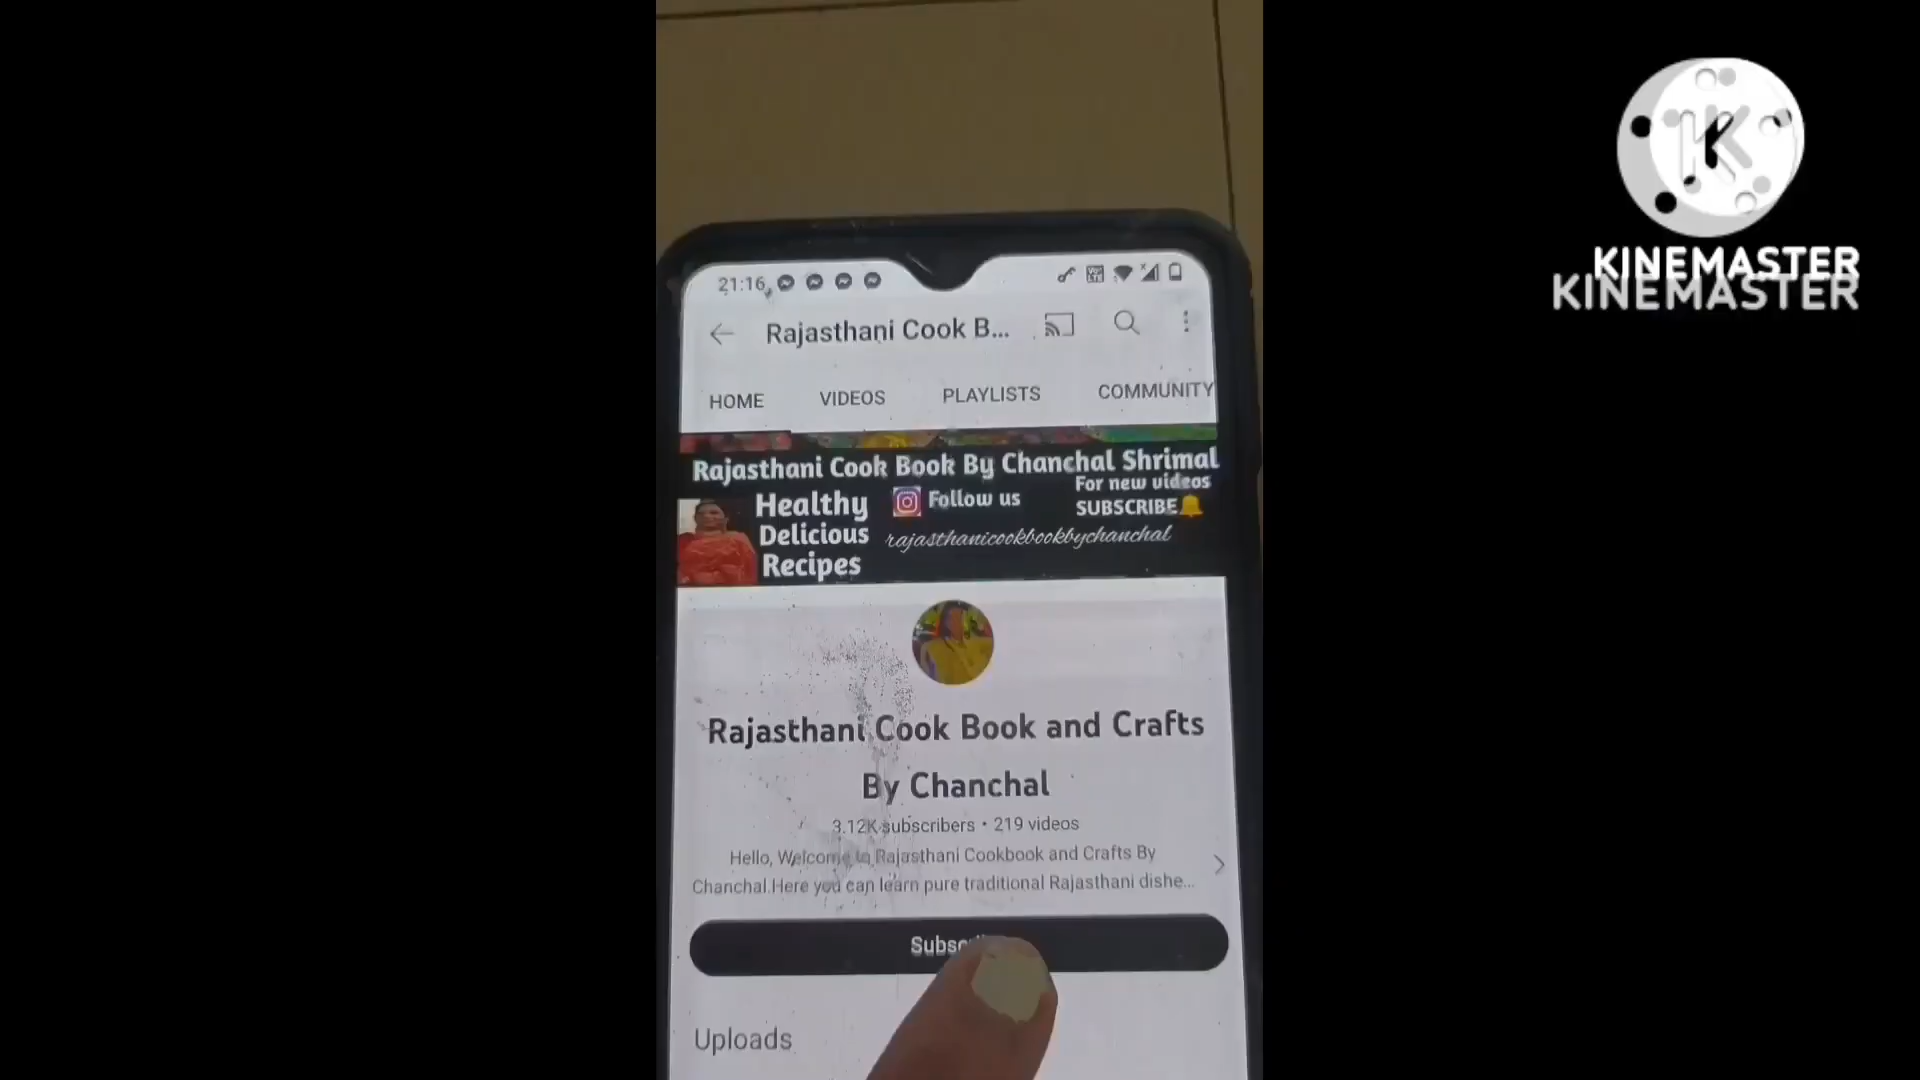 21:16
Rajasthani Cook B...
HOME VIDEOS PLAYLISTS COMMUNITY
Rajasthani Cook Book By Chanchal Shrimal
Healthy
Delicious
Recipes
Follow us
rajasthanicookbookbychanchal
For new videos
SUBSCRIBE
Rajasthani Cook Book and Crafts
By Chanchal
3.12K subscribers • 219 videos
Hello, Welcome to Rajasthani Cookbook and Crafts By
Chanchal.Here you can learn pure traditional Rajasthani dishe...
Uploads
K
KINEMASTER
KINEMASTER